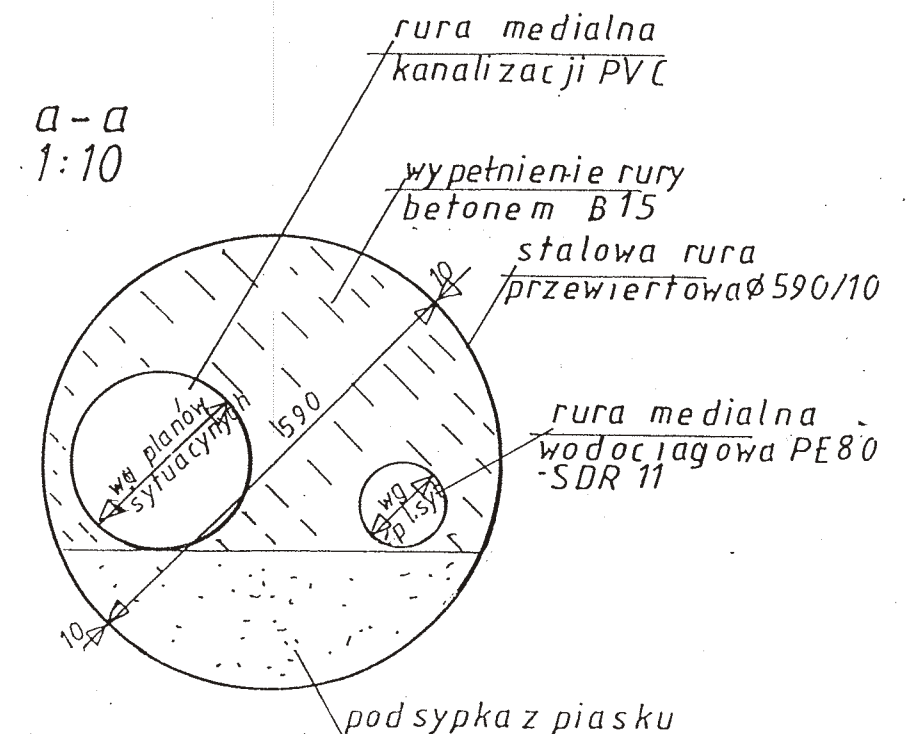 rura medialna
kanalizacji PVC
a-a
1:10
wypełnienie rury
betonem B15
stalowa rura
przewiertowa Ø 590/10
10
590
wg planów
sytuacyjnych
rura medialna
wodociągowa PE80
-SDR 11
wg
pl.syt
10
podsypka z piasku